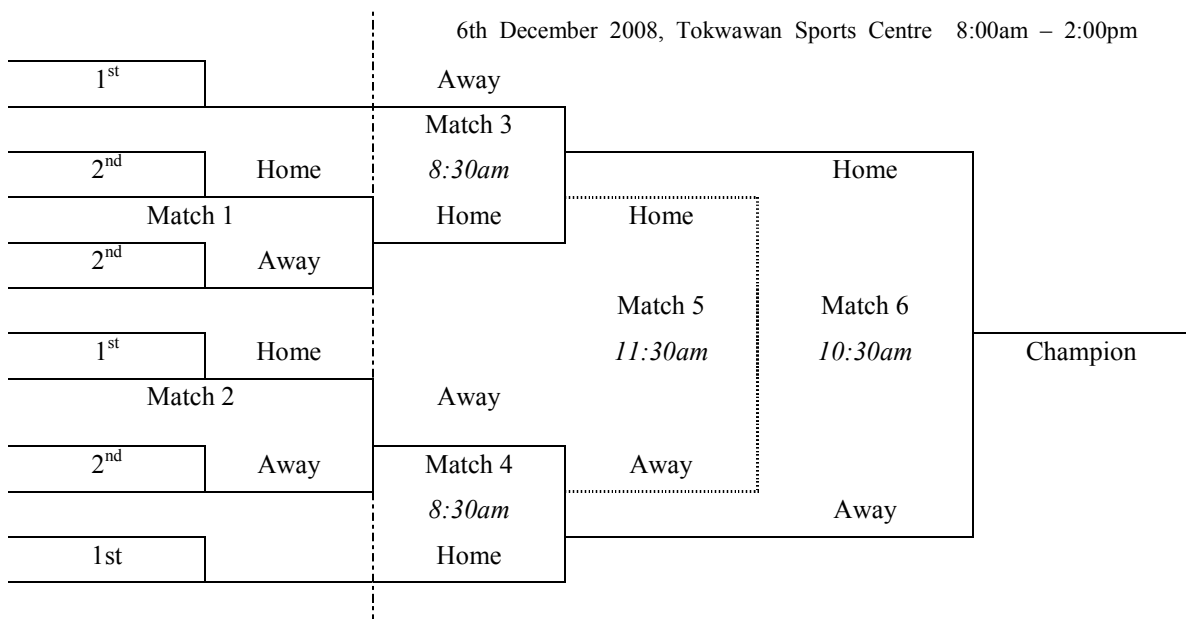 6th December 2008, Tokwawan Sports Centre 8:00am – 2:00pm
1st Away
Match 3
2nd Home 8:30am Home
Match 1 Home Home
2nd Away
Match 5 Match 6
1st Home 11:30am 10:30am Champion
Match 2 Away
2nd Away Match 4 Away
8:30am Away
1st Home